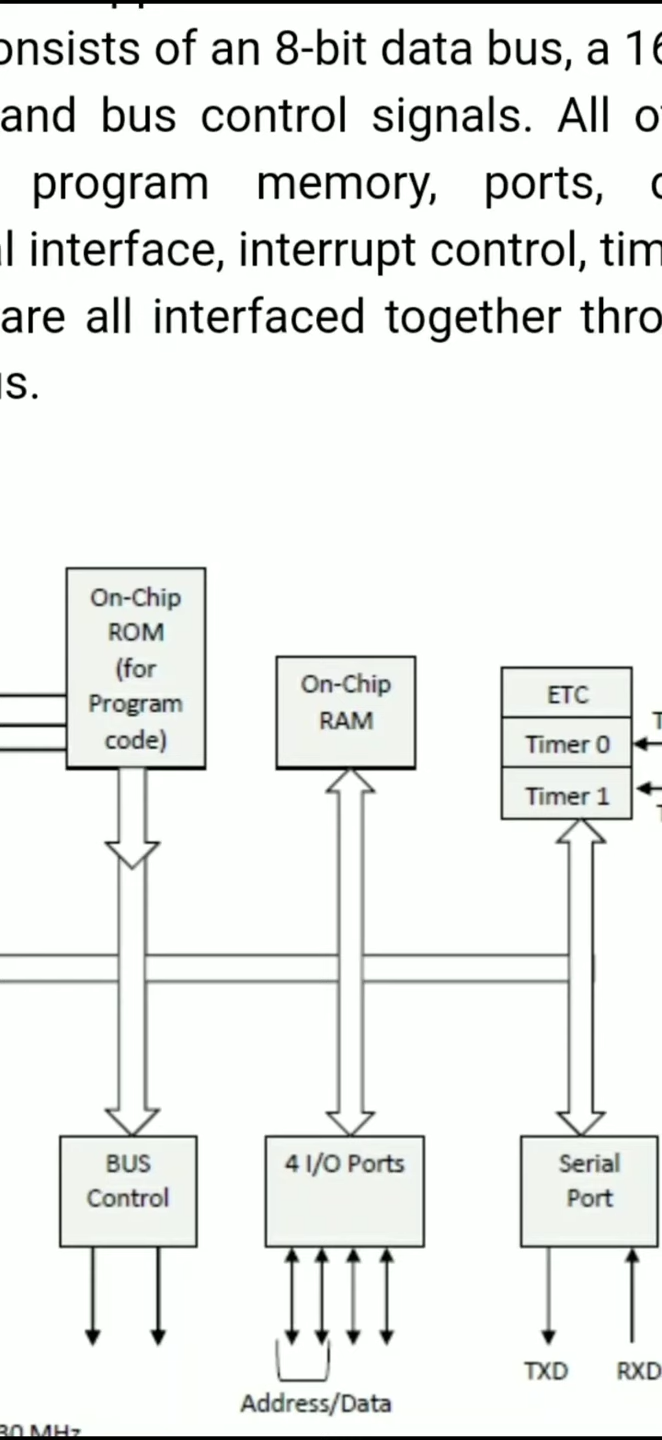 onsists of an 8-bit data bus, a 16
and bus control signals. All o
program memory, ports,
l interface, interrupt control, tim
are all interfaced together thro
s.
On-Chip
ROM
(for
Program
code)
On-Chip
RAM
ETC
Timer 0
Timer 1
BUS
Control
4 I/O Ports
Serial
Port
Address/Data
TXD
RXD
30 MHz